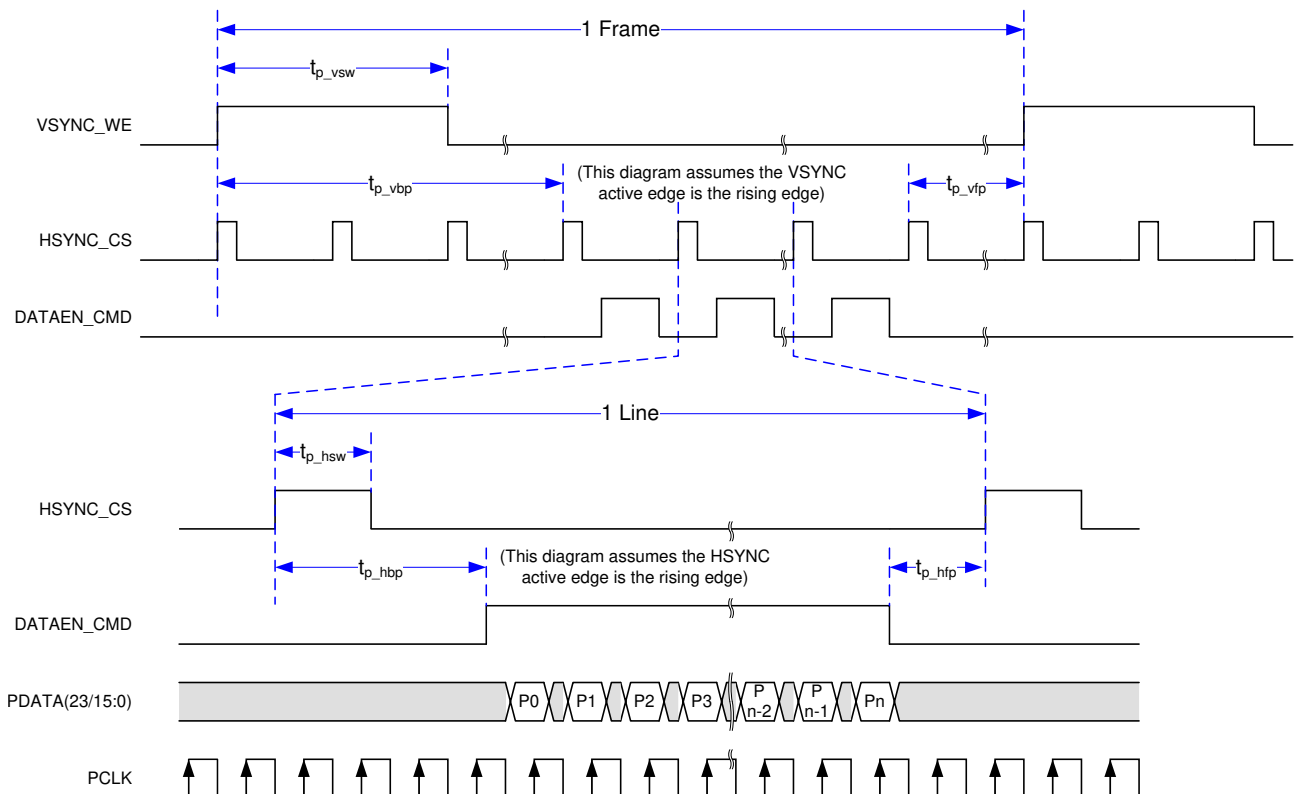 1 Frame
tp_vsw
VSYNC_WE
tp_vbp
(This diagram assumes the VSYNC
active edge is the rising edge)
tp_vfp
HSYNC_CS
DATAEN_CMD
1 Line
tp_hsw
HSYNC_CS
tp_hbp
(This diagram assumes the HSYNC
active edge is the rising edge)
tp_hfp
DATAEN_CMD
PDATA(23/15:0)
P0
P1
P2
P3
P
n-2
P
n-1
Pn
PCLK